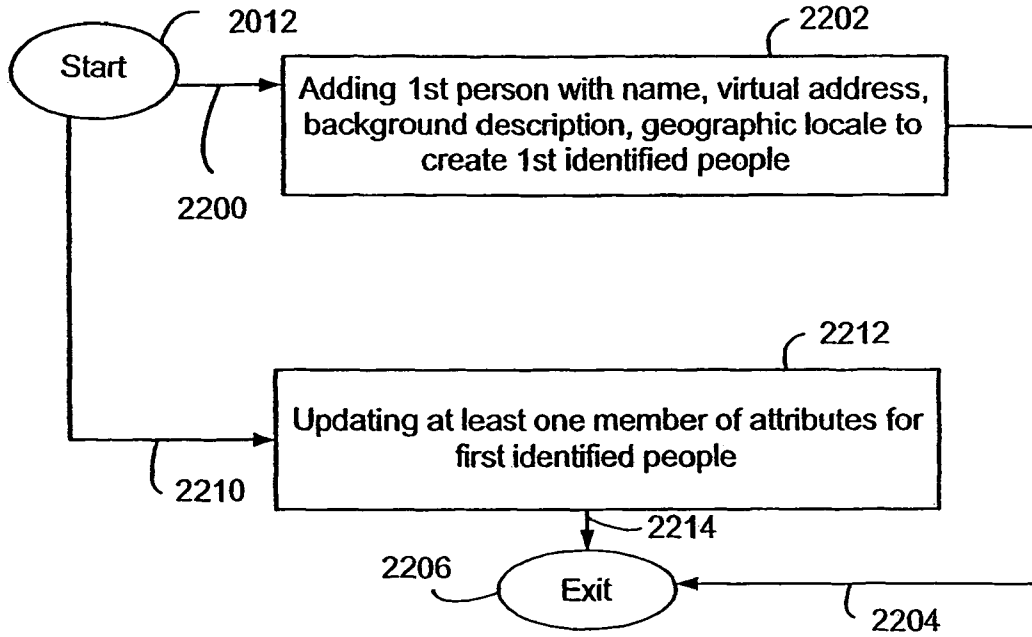 2012
Start
2202
Adding 1st person with name, virtual address,
background description, geographic locale to
create 1st identified people
2200
2212
Updating at least one member of attributes for
first identified people
2210
2214
2206
Exit
2204